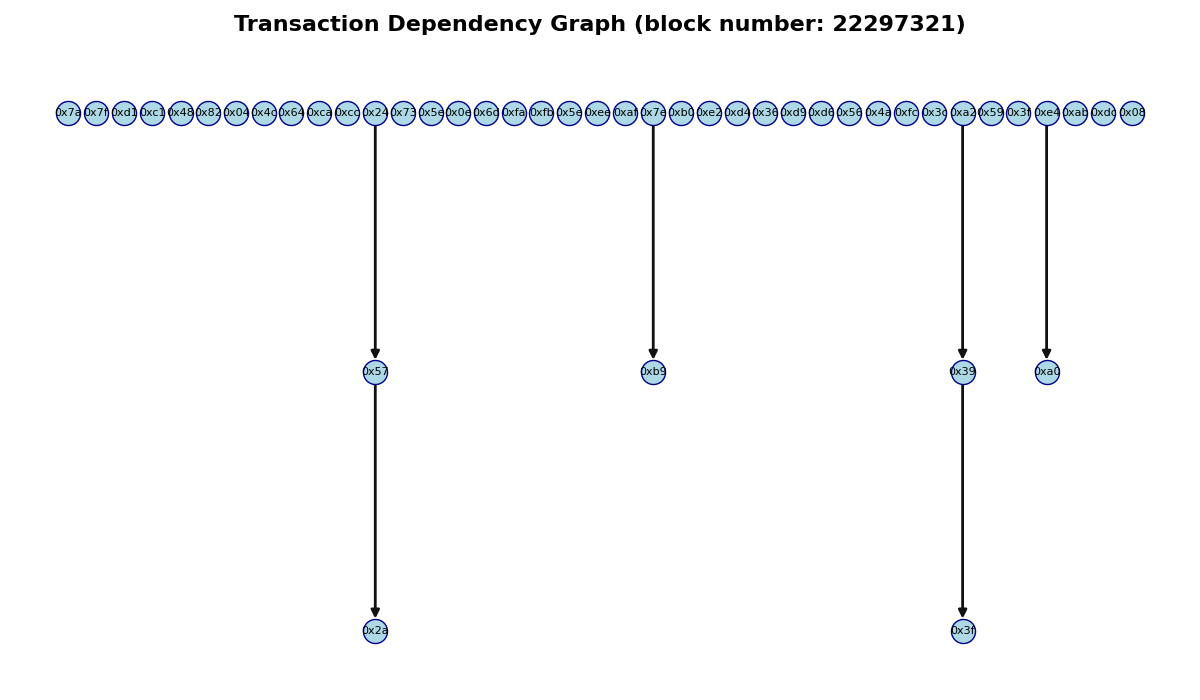 Transaction Dependency Graph (block number: 22297321)
0x7a 0x7f 0xd1 0xc1 0x48 0x82 0x04 0x4c 0x64 0xca 0xcc 0x24 0x73 0x5e 0x0e 0x6d 0xfa 0xfb 0x5e 0xee 0xaf 0x7e 0xb0 0xe2 0xd4 0x36 0xd9 0xd6 0x56 0x4a 0xfc 0x3c 0xa2 0x59 0x3f 0xe4 0xab 0xdc 0x08
0x57 0xb9 0x39 0xa0
0x2a 0x3f